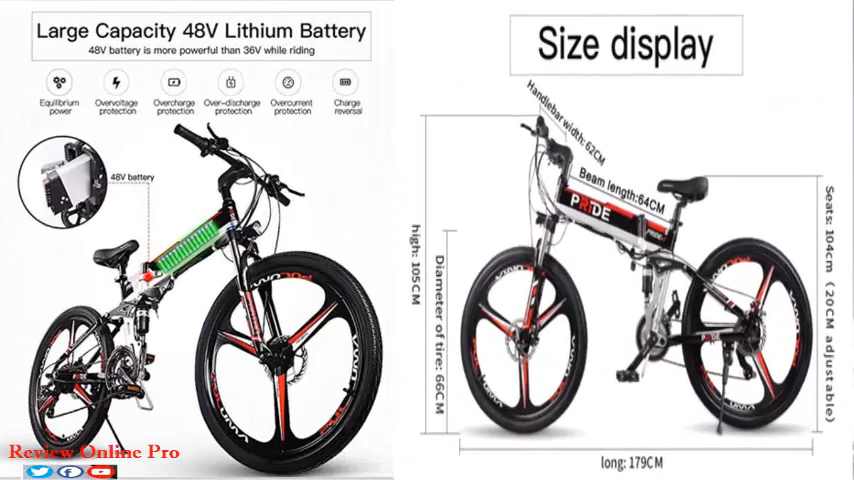 Large Capacity 48V Lithium Battery
48V battery is more powerful than 36V while riding
Equilibrium power
Overvoltage protection
Overcharge protection
Over-discharge protection
Overcurrent protection
Charge reversal
48V battery
Review Online Pro
Size display
Handlebar width: 62CM
Beam length:64CM
PRIDE
high: 105CM
Diameter of tire: 66CM
Seats: 104cm (20CM adjustable)
long: 179CM